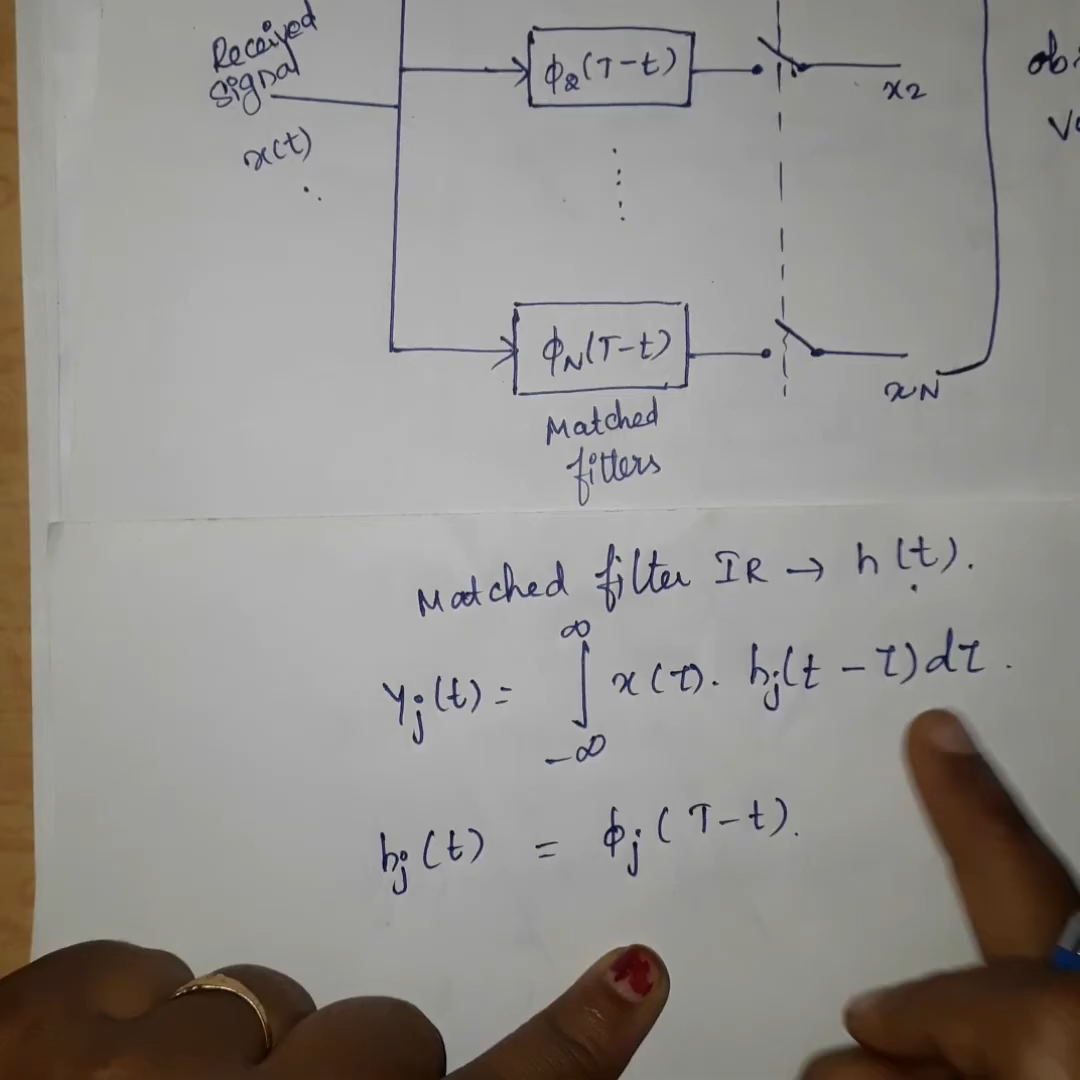 Received
signal
x(t)
ϕ2(T-t)
x2
ϕN(T-t)
xN
Matched
filters
Matched filter IR → h(t).
yj(t) = ∫_{-∞}^{∞} x(τ). hj(t-τ)dτ.
hj(t) = ϕj(T-t).